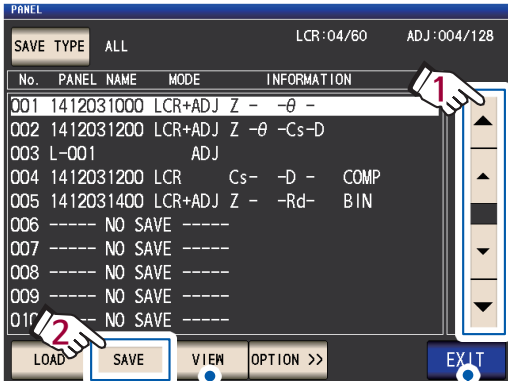 PANEL
SAVE TYPE ALL LCR:04/60 ADJ:004/128
No. PANEL NAME MODE INFORMATION
001 1412031000 LCR+ADJ Z - -θ -
002 1412031200 LCR+ADJ Z -θ -Cs-D
003 L-001 ADJ
004 1412031200 LCR Cs- -D - COMP
005 1412031400 LCR+ADJ Z - -Rd- BIN
006 ----- NO SAVE -----
007 ----- NO SAVE -----
008 ----- NO SAVE -----
009 ----- NO SAVE -----
010 ----- NO SAVE -----
1
2
LOAD SAVE VIEW OPTION >> EXIT